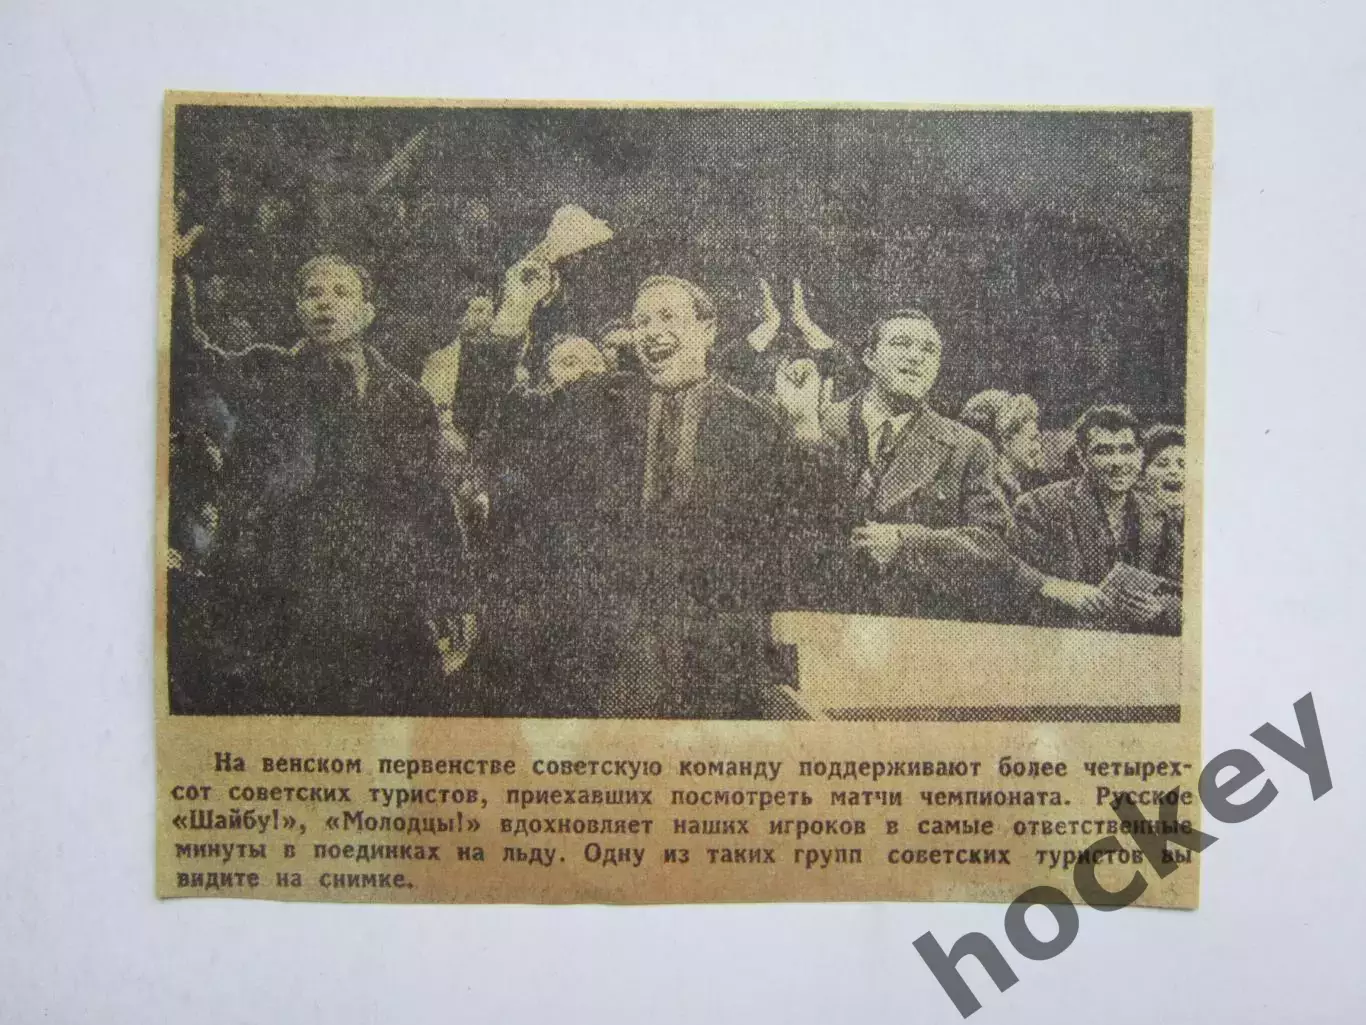 На венском первенстве советскую команду поддерживают более четырех-
сот советских туристов, приехавших посмотреть матчи чемпионата. Русское
«Шайбу!», «Молодцы!» вдохновляет наших игроков в самые ответственные
минуты в поединках на льду. Одну из таких групп советских туристов вы
видите на снимке.
hockey